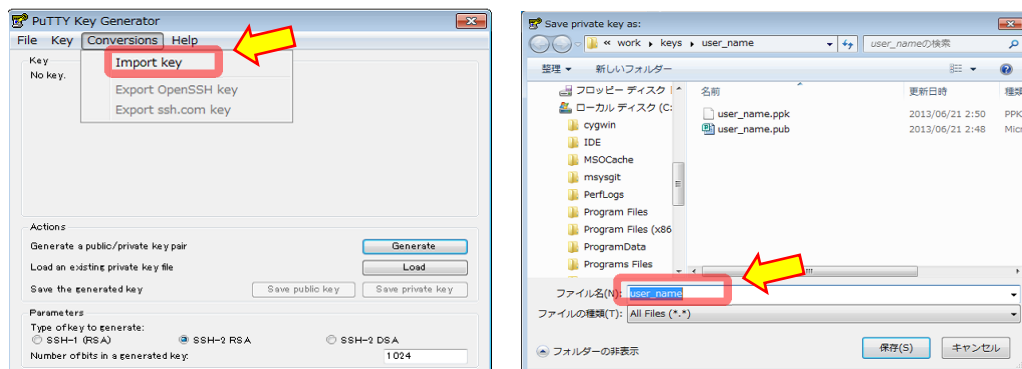 PuTTY Key Generator
File Key Conversions Help
Import key
Export OpenSSH key
Export ssh.com key
Key
No key.
Actions
Generate a public/private key pair
Generate
Load an existing private key file
Load
Save the generated key
Save public key
Save private key
Parameters
Type of key to generate:
SSH-1 (RSA)
SSH-2 RSA
SSH-2 DSA
Number of bits in a generated key:
1024
Save private key as:
« work keys user_name
user_nameの検索
整理
新しいフォルダー
フロッピー ディスク
ローカル ディスク (C:
cygwin
IDE
MSOCache
msysgit
PerfLogs
Program Files
Program Files (x86
ProgramData
Programs Files
名前
更新日時
種類
user_name.ppk
2013/06/21 2:50
PPK
user_name.pub
2013/06/21 2:48
Micr
ファイル名(N):
user_name
ファイルの種類(T):
All Files (*.*)
フォルダーの非表示
保存(S)
キャンセル